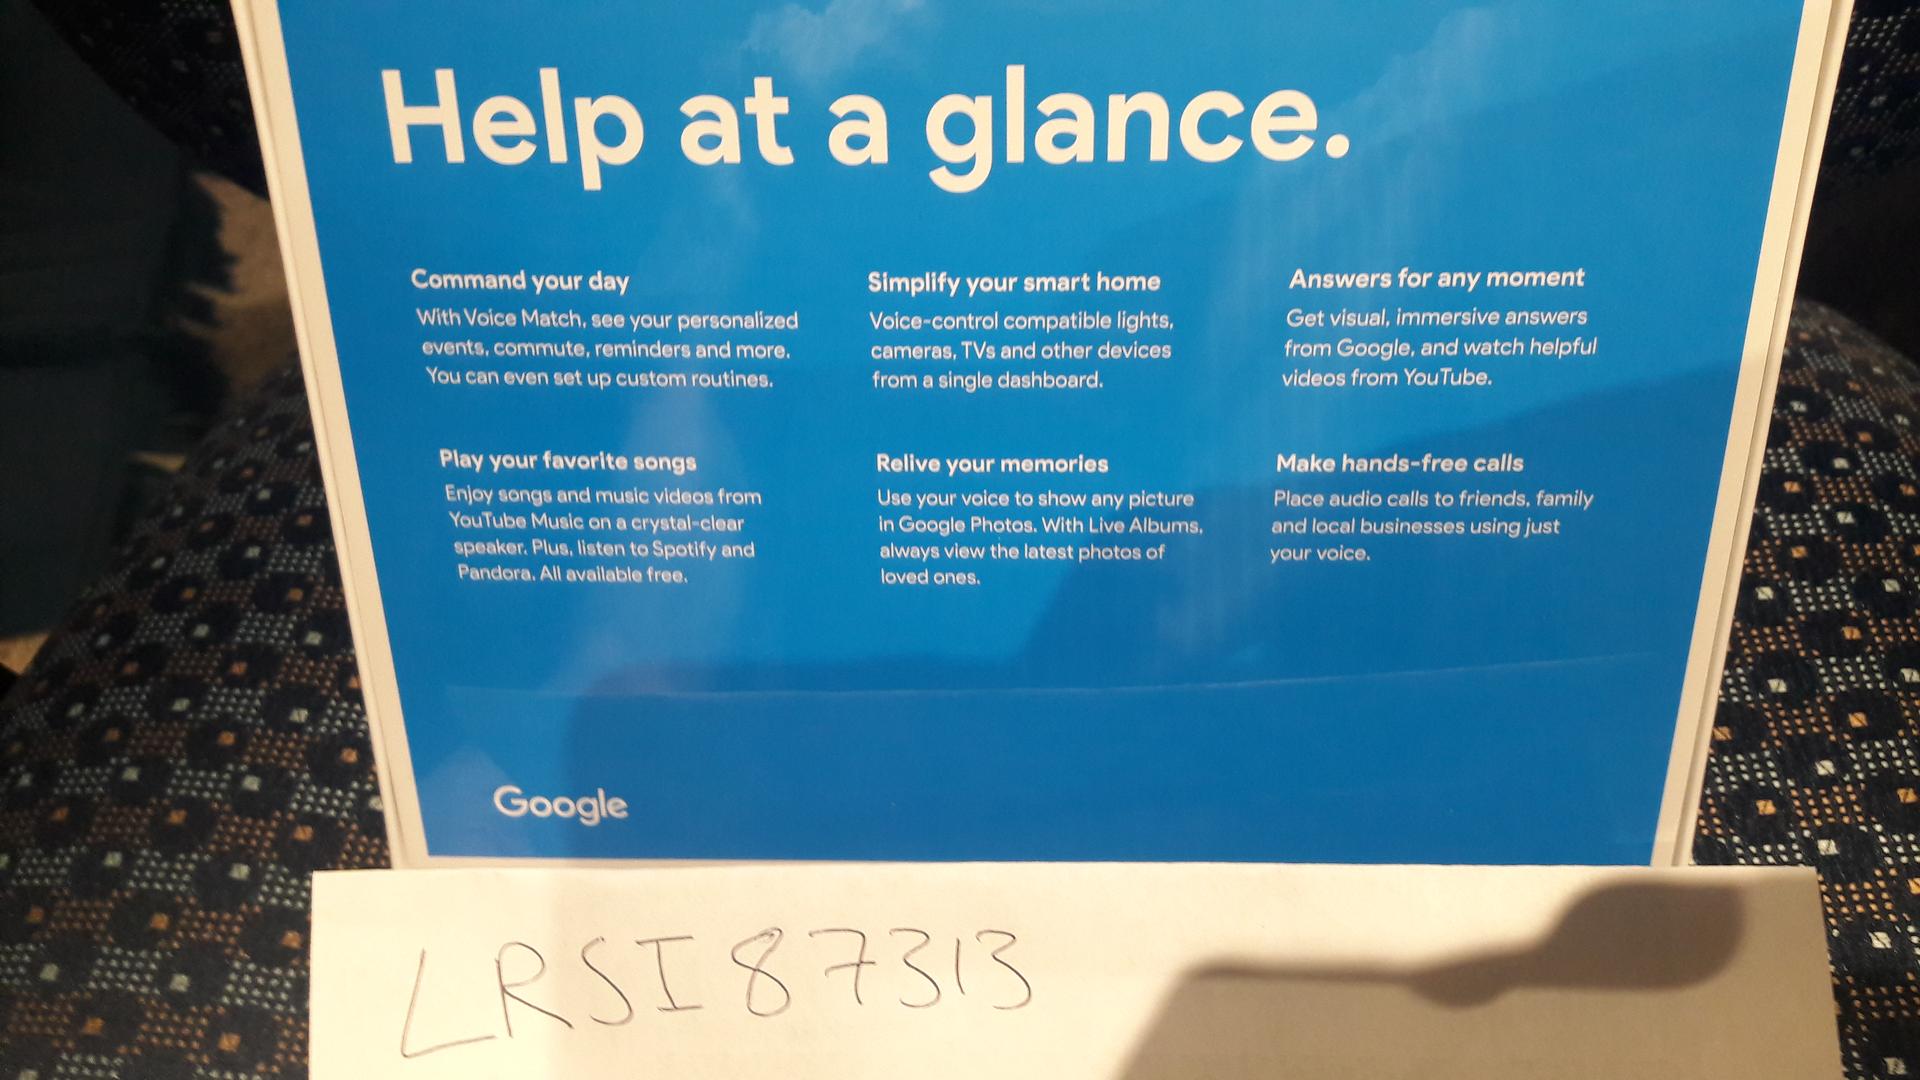 Help at a glance.
Command your day
With Voice Match, see your personalized
events, commute, reminders and more.
You can even set up custom routines.
Simplify your smart home
Voice-control compatible lights,
cameras, TVs and other devices
from a single dashboard.
Answers for any moment
Get visual, immersive answers
from Google, and watch helpful
videos from YouTube.
Play your favorite songs
Enjoy songs and music videos from
YouTube Music on a crystal-clear
speaker. Plus, listen to Spotify and
Pandora. All available free.
Relive your memories
Use your voice to show any picture
in Google Photos. With Live Albums,
always view the latest photos of
loved ones.
Make hands-free calls
Place audio calls to friends, family
and local businesses using just
your voice.
Google
LRSI87313